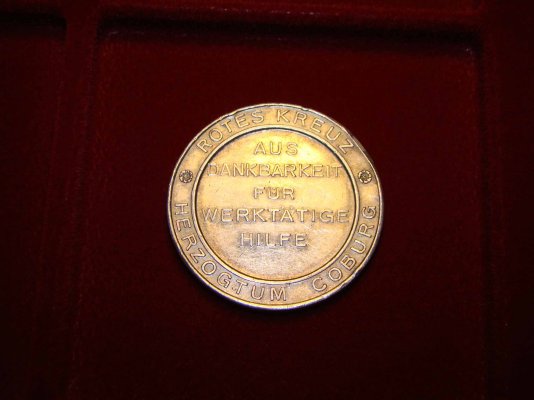 ROTES KREUZ
AUS
DANKBARKEIT
FÜR
WERKTÄTIGE
HILFE
HERZOGTUM COBURG